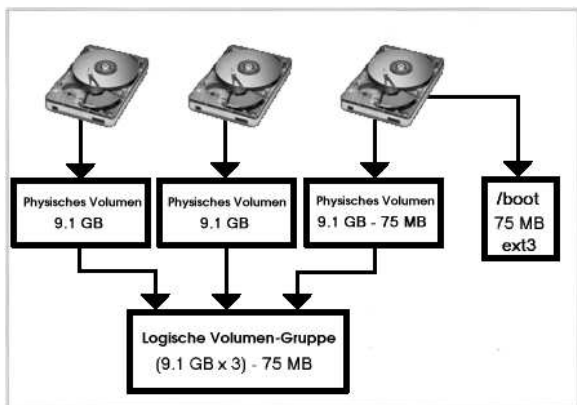 Physisches Volumen
9.1 GB
Physisches Volumen
9.1 GB
Physisches Volumen
9.1 GB - 75 MB
/boot
75 MB
ext3
Logische Volumen-Gruppe
(9.1 GB x 3) - 75 MB